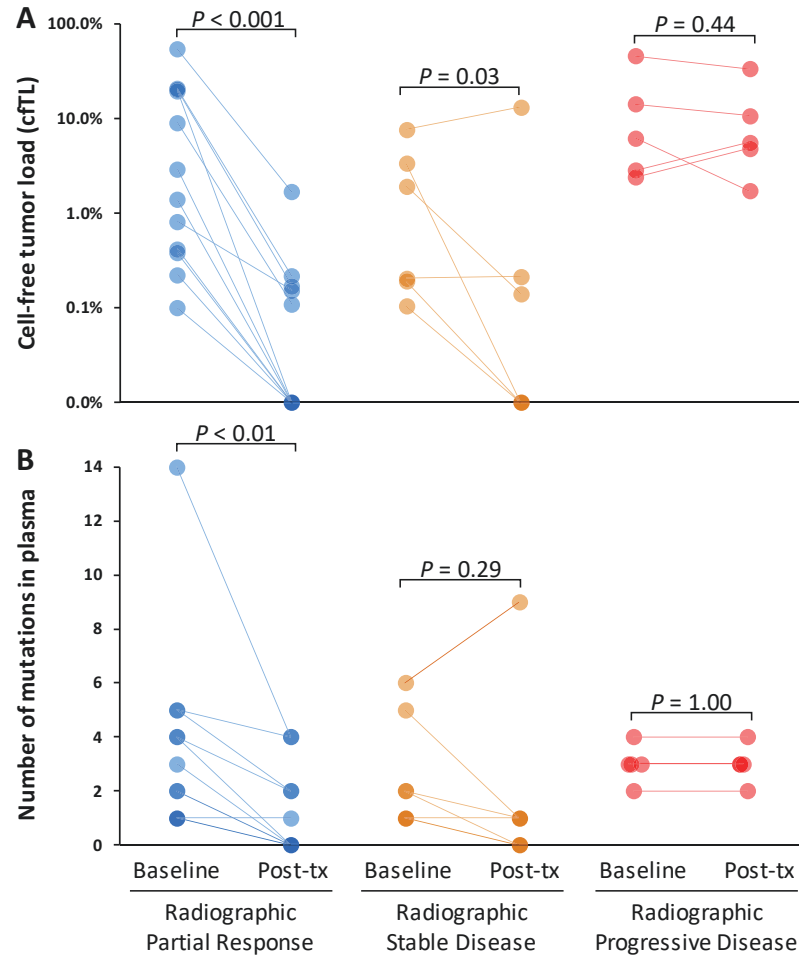 A
Cell-free tumor load (cfTL)
100.0%
10.0%
1.0%
0.1%
0.0%
P < 0.001
P = 0.03
P = 0.44
B
Number of mutations in plasma
14
12
10
8
6
4
2
0
P < 0.01
P = 0.29
P = 1.00
Baseline Post-tx Baseline Post-tx Baseline Post-tx
Radiographic Radiographic Radiographic
Partial Response Stable Disease Progressive Disease